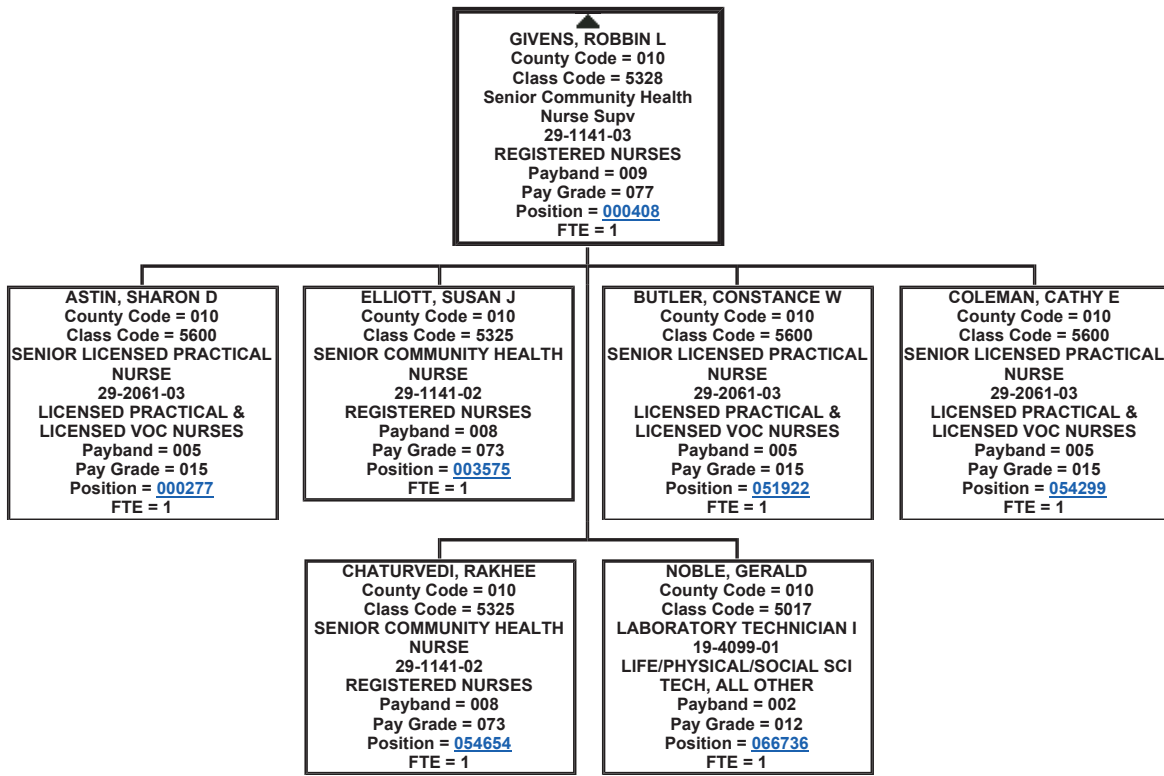 GIVENS, ROBBIN L
County Code = 010
Class Code = 5328
Senior Community Health
Nurse Supv
29-1141-03
REGISTERED NURSES
Payband = 009
Pay Grade = 077
Position = 000408
FTE = 1
ASTIN, SHARON D
County Code = 010
Class Code = 5600
SENIOR LICENSED PRACTICAL
NURSE
29-2061-03
LICENSED PRACTICAL &
LICENSED VOC NURSES
Payband = 005
Pay Grade = 015
Position = 000277
FTE = 1
ELLIOTT, SUSAN J
County Code = 010
Class Code = 5325
SENIOR COMMUNITY HEALTH
NURSE
29-1141-02
REGISTERED NURSES
Payband = 008
Pay Grade = 073
Position = 003575
FTE = 1
BUTLER, CONSTANCE W
County Code = 010
Class Code = 5600
SENIOR LICENSED PRACTICAL
NURSE
29-2061-03
LICENSED PRACTICAL &
LICENSED VOC NURSES
Payband = 005
Pay Grade = 015
Position = 051922
FTE = 1
COLEMAN, CATHY E
County Code = 010
Class Code = 5600
SENIOR LICENSED PRACTICAL
NURSE
29-2061-03
LICENSED PRACTICAL &
LICENSED VOC NURSES
Payband = 005
Pay Grade = 015
Position = 054299
FTE = 1
CHATURVEDI, RAKHEE
County Code = 010
Class Code = 5325
SENIOR COMMUNITY HEALTH
NURSE
29-1141-02
REGISTERED NURSES
Payband = 008
Pay Grade = 073
Position = 054654
FTE = 1
NOBLE, GERALD
County Code = 010
Class Code = 5017
LABORATORY TECHNICIAN I
19-4099-01
LIFE/PHYSICAL/SOCIAL SCI
TECH, ALL OTHER
Payband = 002
Pay Grade = 012
Position = 066736
FTE = 1